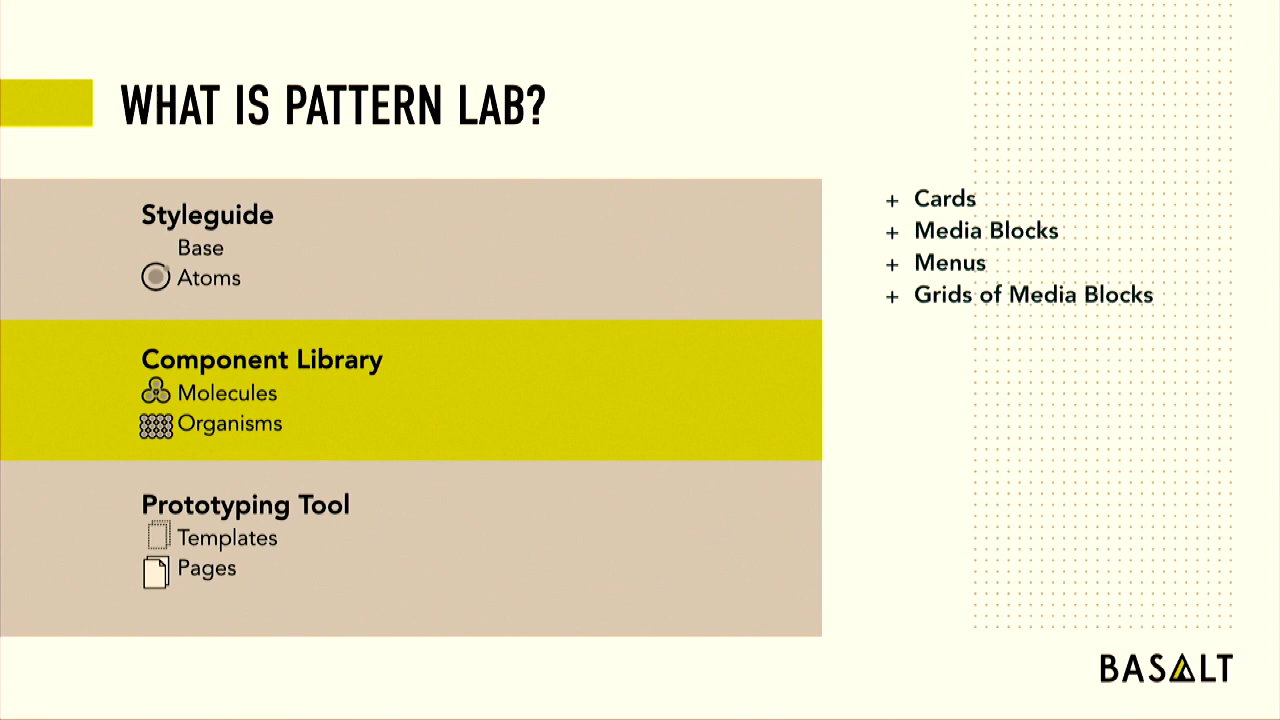 WHAT IS PATTERN LAB?
Styleguide
Base
Atoms
Component Library
Molecules
Organisms
Prototyping Tool
Templates
Pages
+ Cards
+ Media Blocks
+ Menus
+ Grids of Media Blocks
BASALT